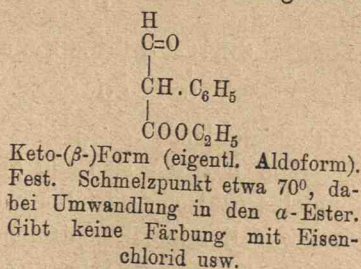 H
C=O
|
CH . C₆H₅
|
COOC₂H₅
Keto-(β-)Form (eigentl. Aldoform).
Fest. Schmelzpunkt etwa 70⁰, da-
bei Umwandlung in den α-Ester.
Gibt keine Färbung mit Eisen-
chlorid usw.